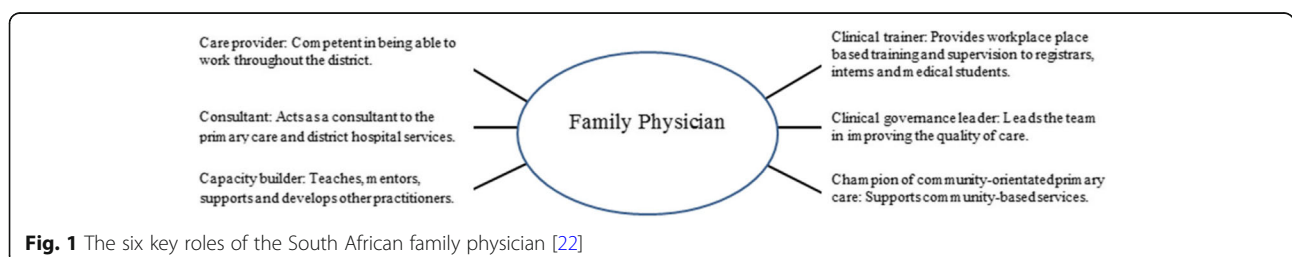 Care provider: Competent in being able to
work throughout the district.
Consultant: Acts as a consultant to the
primary care and district hospital services.
Capacity builder: Teaches, mentors,
supports and develops other practitioners.
Family Physician
Clinical trainer: Provides workplace place
based training and supervision to registrars,
interns and medical students.
Clinical governance leader: Leads the team
in improving the quality of care.
Champion of community-orientated primary
care: Supports community-based services.
Fig. 1 The six key roles of the South African family physician [22]